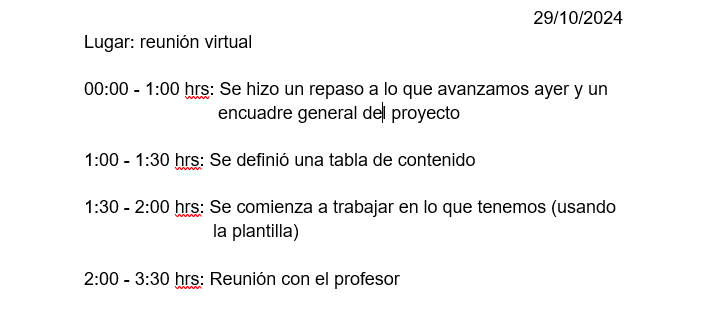 29/10/2024
Lugar: reunión virtual
00:00 - 1:00 hrs: Se hizo un repaso a lo que avanzamos ayer y un
encuadre general del proyecto
1:00 - 1:30 hrs: Se definió una tabla de contenido
1:30 - 2:00 hrs: Se comienza a trabajar en lo que tenemos (usando
la plantilla)
2:00 - 3:30 hrs: Reunión con el profesor